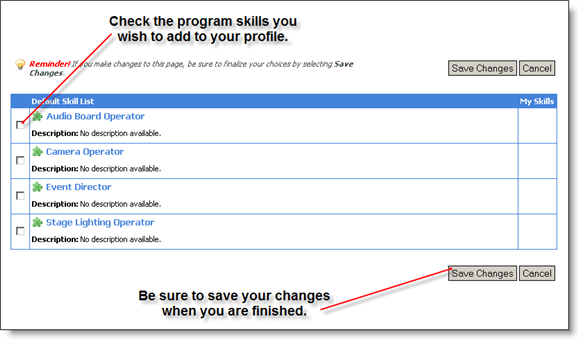 Check the program skills you
wish to add to your profile.
Reminder! If you make changes to this page, be sure to finalize your choices by selecting Save
Changes.
Save Changes Cancel
Default Skill List My Skills
Audio Board Operator
Description: No description available.
Camera Operator
Description: No description available.
Event Director
Description: No description available.
Stage Lighting Operator
Description: No description available.
Save Changes Cancel
Be sure to save your changes
when you are finished.